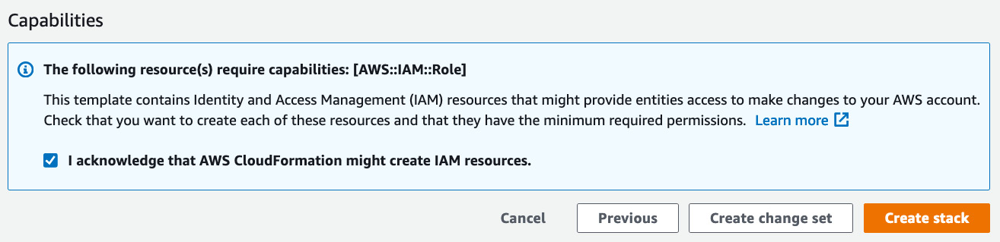 Capabilities
The following resource(s) require capabilities: [AWS::IAM::Role]
This template contains Identity and Access Management (IAM) resources that might provide entities access to make changes to your AWS account.
Check that you want to create each of these resources and that they have the minimum required permissions. Learn more
I acknowledge that AWS CloudFormation might create IAM resources.
Cancel Previous Create change set Create stack